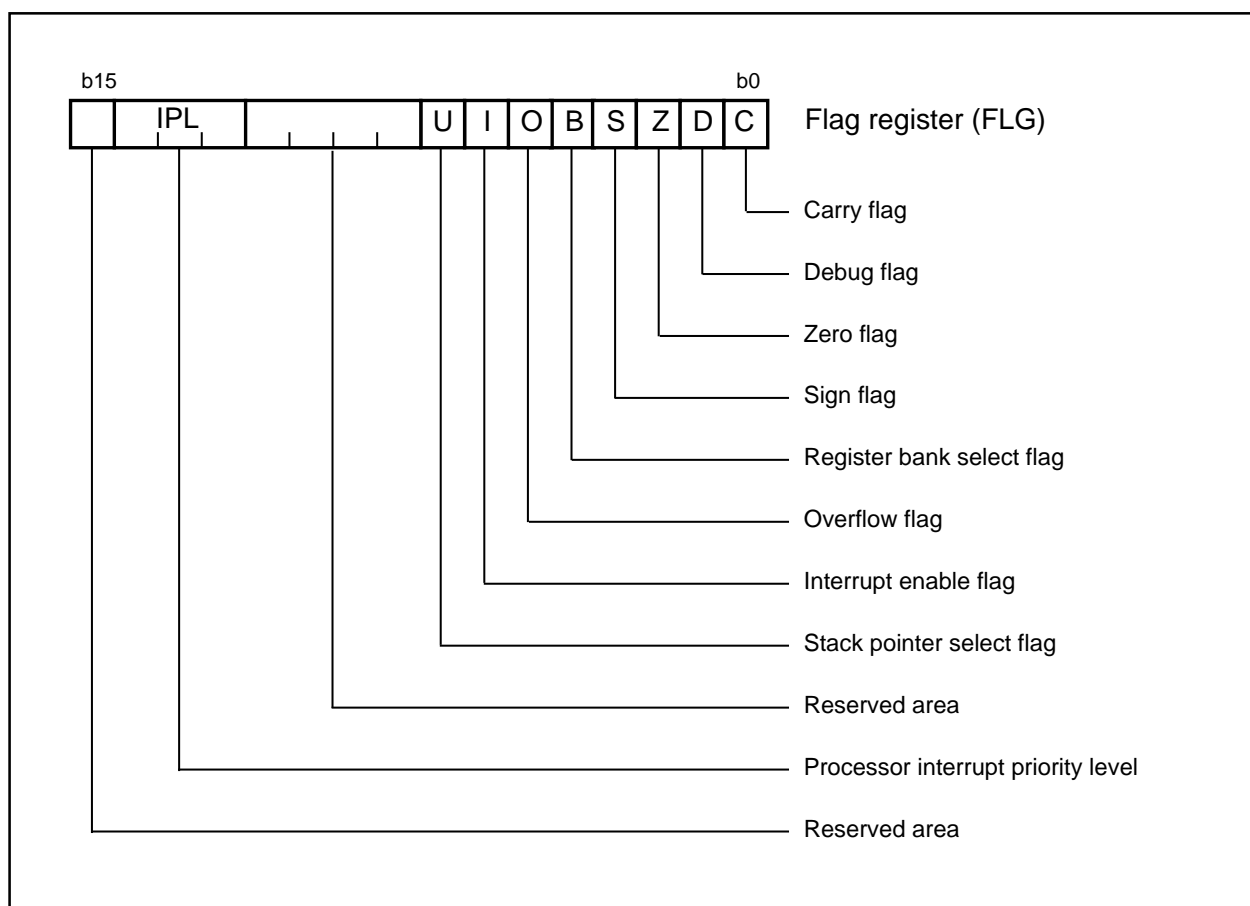 b15 b0
IPL U I O B S Z D C Flag register (FLG)
Carry flag
Debug flag
Zero flag
Sign flag
Register bank select flag
Overflow flag
Interrupt enable flag
Stack pointer select flag
Reserved area
Processor interrupt priority level
Reserved area